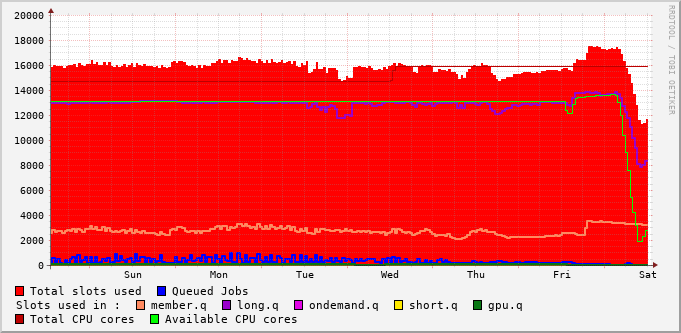 20000
18000
16000
14000
12000
10000
8000
6000
4000
2000
0
Sun Mon Tue Wed Thu Fri Sat
RRDTOOL / TOBI OETIKER
Total slots used Queued Jobs
Slots used in : member.q long.q ondemand.q short.q gpu.q
Total CPU cores Available CPU cores